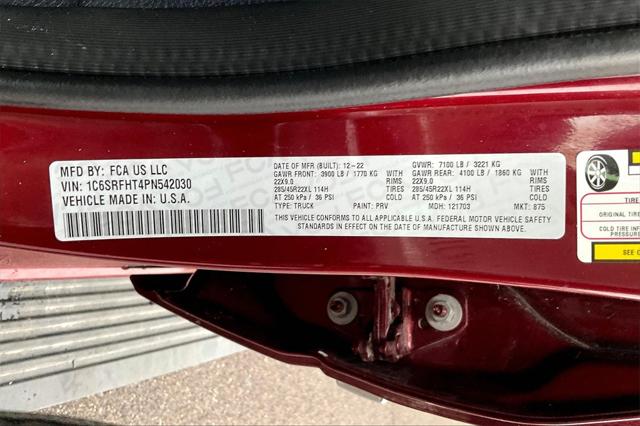 MFD BY: FCA US LLC
VIN: 1C6SRFHT4PN542030
VEHICLE MADE IN: U.S.A.
DATE OF MFD (BUILT): 12-22 GVWR: 7100 LB / 3221 KG
GAWR FRONT: 3900 LB / 1770 KG WITH GAWR REAR: 4100 LB / 1860 KG WITH
22X9.0 RIMS 22X9.0 RIMS
285/45R22XL 114H TIRES 285/45R22XL 114H TIRES
AT 250 kPa / 36 PSI COLD AT 250 kPa / 36 PSI COLD
TYPE: TRUCK PAINT: PRV MDH: 121703 MKT: 875
THIS VEHICLE CONFORMS TO ALL APPLICABLE U.S.A. FEDERAL MOTOR VEHICLE SAFETY
STANDARDS IN EFFECT ON THE DATE OF MANUFACTURE SHOWN ABOVE.
TIRE
ORIGINAL TIRE
COLD TIRE
SEE